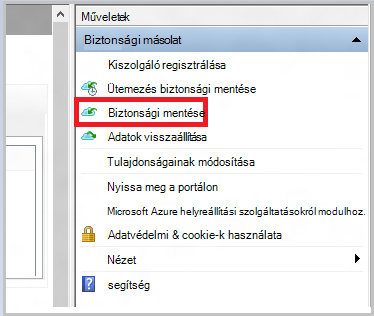 Műveletek
Biztonsági másolat
Kiszolgáló regisztrálása
Ütemezés biztonsági mentése
Biztonsági mentése
Adatok visszaállítása
Tulajdonságainak módosítása
Nyissa meg a portálon
Microsoft Azure helyreállítási szolgáltatásokról modulhoz.
Adatvédelmi & cookie-k használata
Nézet
segítség